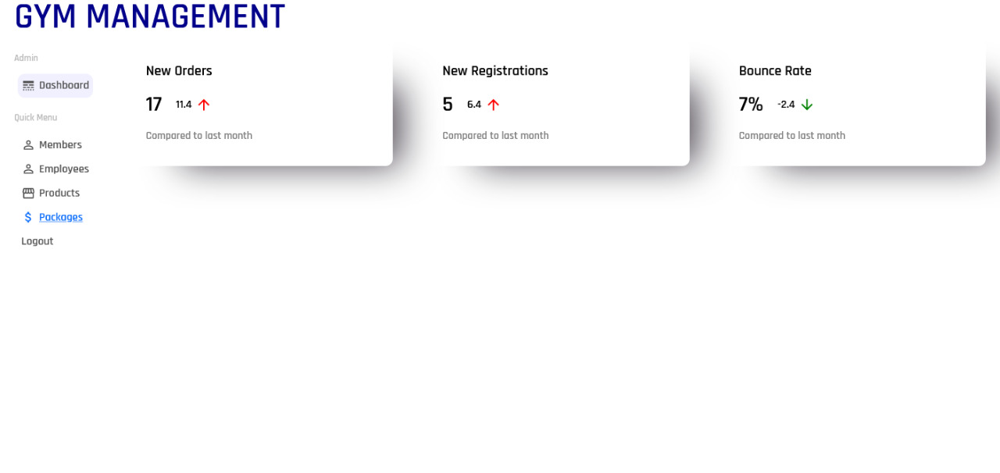 GYM MANAGEMENT
Admin
Dashboard
Quick Menu
Members
Employees
Products
Packages
Logout
New Orders
17 11.4
Compared to last month
New Registrations
5 6.4
Compared to last month
Bounce Rate
7% -2.4
Compared to last month